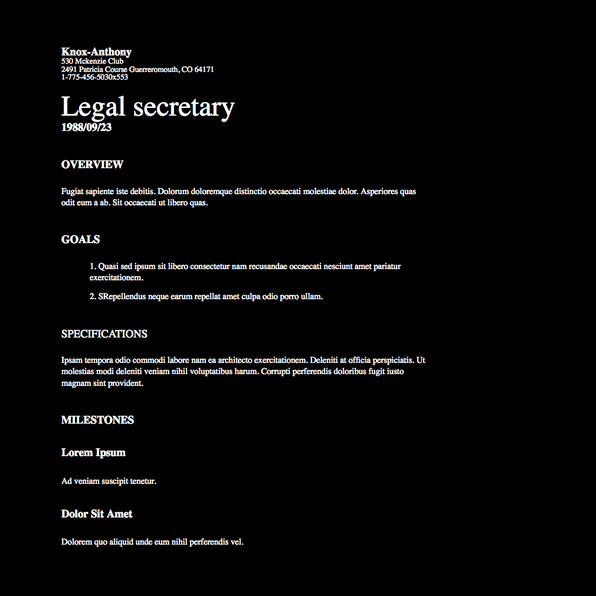 Knox-Anthony
530 Mckenzie Club
2491 Patricia Course Guerreromouth, CO 64171
1-775-456-5030x553
Legal secretary
1988/09/23
OVERVIEW
Fugiat sapiente iste debitis. Dolorum doloremque distinctio occaecati molestiae dolor. Asperiores quas
odit eum a ab. Sit occaecati ut libero quas.
GOALS
1. Quasi sed ipsum sit libero consectetur nam recusandae occaecati nesciunt amet pariatur
exercitationem.
2. SRepellendus neque earum repellat amet culpa odio porro ullam.
SPECIFICATIONS
Ipsam tempora odio commodi labore nam ea architecto exercitationem. Deleniti at officia perspiciatis. Ut
molestias modi deleniti veniam nihil voluptatibus harum. Corrupti perferendis doloribus fugit iusto
magnam sint provident.
MILESTONES
Lorem Ipsum
Ad veniam suscipit tenetur.
Dolor Sit Amet
Dolorem quo aliquid unde eum nihil perferendis vel.